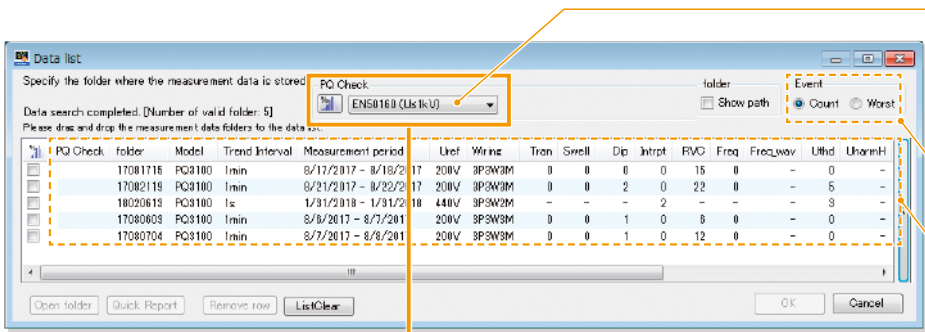 Data list
Specify the folder where the measurement data is stored
PQ Check
EN50160 (U≤1kV)
folder
Show path
Event
Count
Worst
Data search completed. [Number of valid folder: 5]
Please drag and drop the measurement data folders to the data list.
PQ Check folder Model Trend Interval Measurement period Uref Wiring Tran Swell Dip Intrpt RVC Freq Freq_wav Uthd UharmH
17081715 PQ3100 1min 8/17/2017 - 8/18/2017 200V 3P3W3M 0 0 0 0 15 0 - 0 -
17082119 PQ3100 1min 8/21/2017 - 8/22/2017 200V 3P3W3M 0 0 2 0 22 0 - 5 -
18020613 PQ3100 1s 1/31/2018 - 1/31/2018 440V 3P3W2M - - - 2 - - - 3 -
17080603 PQ3100 1min 8/6/2017 - 8/7/2017 200V 3P3W3M 0 0 1 0 6 0 - 0 -
17080704 PQ3100 1min 8/7/2017 - 8/8/2017 200V 3P3W3M 0 0 1 0 12 0 - 0 -
Open folder
Quick Report
Remove row
ListClear
OK
Cancel